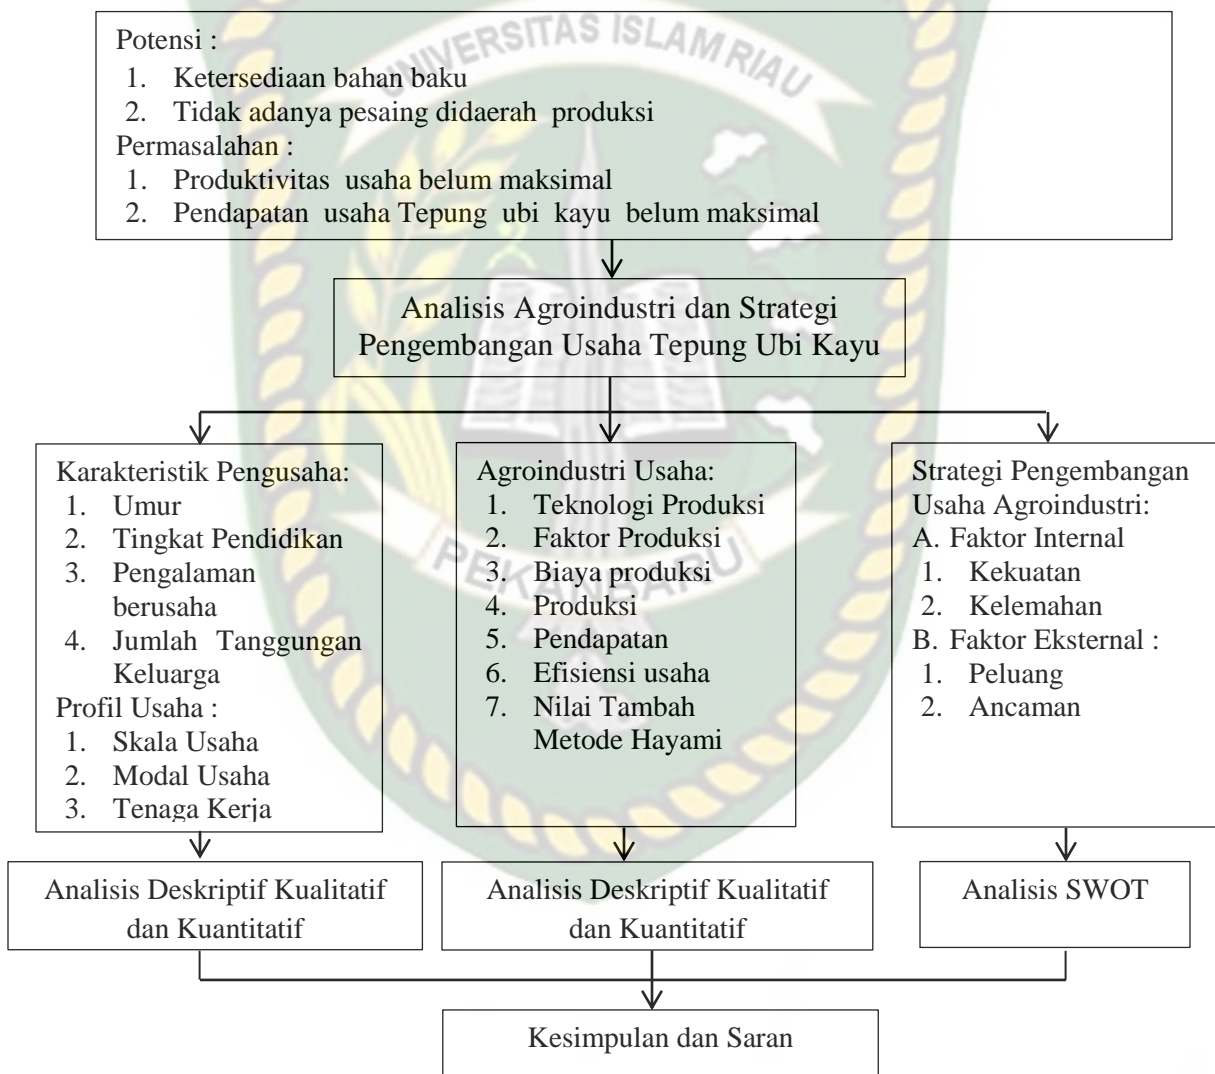 UNIVERSITAS ISLAM RIAU
Potensi :
1. Ketersediaan bahan baku
2. Tidak adanya pesaing didaerah produksi
Permasalahan :
1. Produktivitas usaha belum maksimal
2. Pendapatan usaha Tepung ubi kayu belum maksimal
Analisis Agroindustri dan Strategi
Pengembangan Usaha Tepung Ubi Kayu
Karakteristik Pengusaha:
1. Umur
2. Tingkat Pendidikan
3. Pengalaman
berusaha
4. Jumlah Tanggungan
Keluarga
Profil Usaha :
1. Skala Usaha
2. Modal Usaha
3. Tenaga Kerja
Agroindustri Usaha:
1. Teknologi Produksi
2. Faktor Produksi
3. Biaya produksi
4. Produksi
5. Pendapatan
6. Efisiensi usaha
7. Nilai Tambah
Metode Hayami
Strategi Pengembangan
Usaha Agroindustri:
A. Faktor Internal
1. Kekuatan
2. Kelemahan
B. Faktor Eksternal :
1. Peluang
2. Ancaman
PEKANBARU
Analisis Deskriptif Kualitatif
dan Kuantitatif
Analisis Deskriptif Kualitatif
dan Kuantitatif
Analisis SWOT
Kesimpulan dan Saran